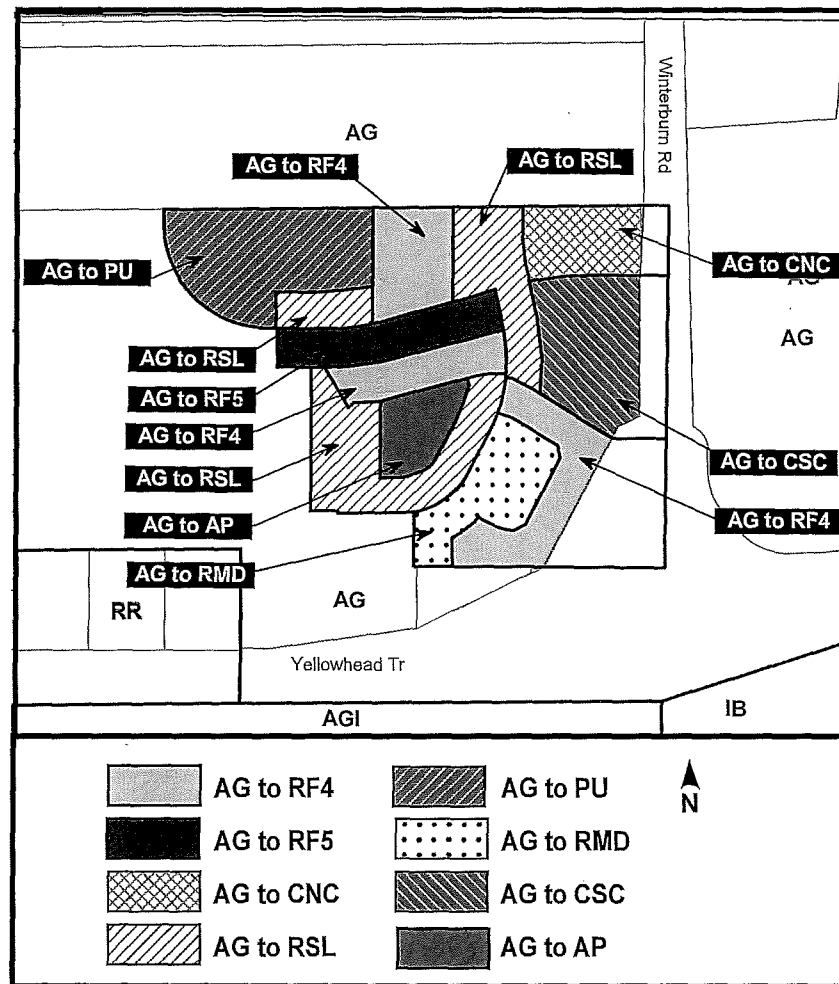 Winterburn Rd
AG
AG to RF4
AG to RSL
AG to PU
AG to CNC
AG
AG
AG to RSL
AG to RF5
AG to RF4
AG to RSL
AG to CSC
AG to AP
AG to RF4
AG to RMD
RR
AG
Yellowhead Tr
AGI
IB
AG to RF4
AG to PU
N
AG to RF5
AG to RMD
AG to CNC
AG to CSC
AG to RSL
AG to AP